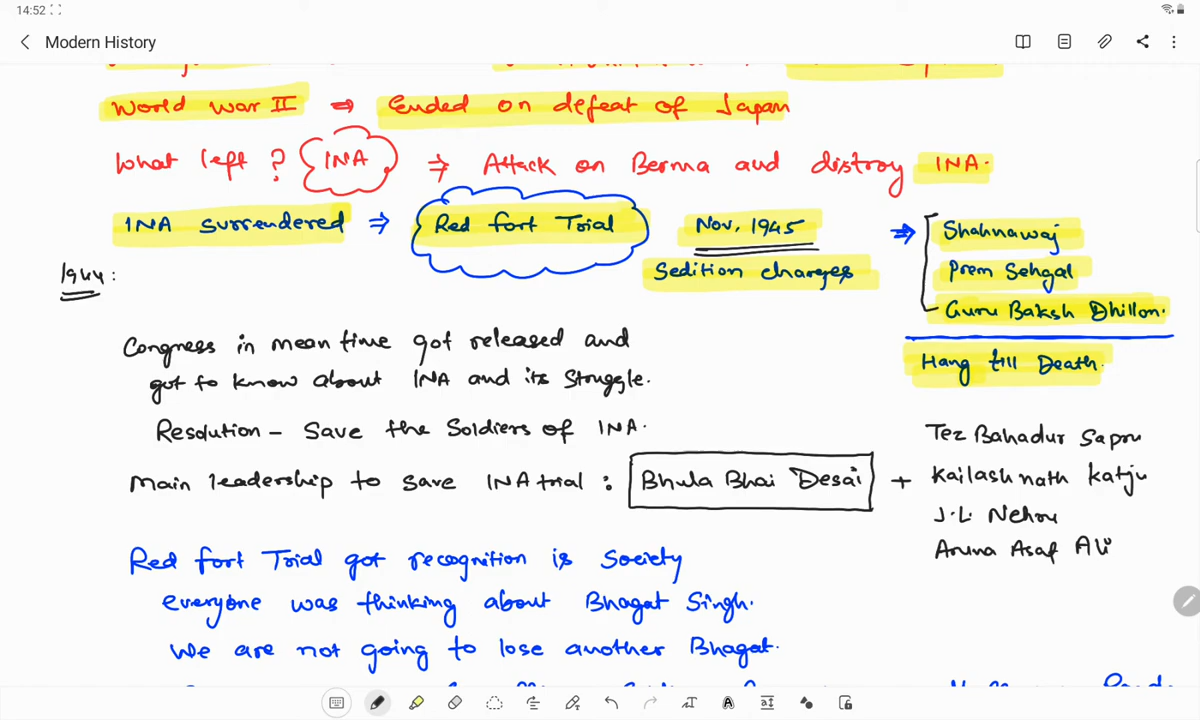 14:52
Modern History
World War II ⇒ Ended on defeat of Japan
What left? INA ⇒ Attack on Berma and distroy INA.
INA surrendered ⇒ Red fort Trial Nov, 1945 ⇒ Shahnawaj
Sedition charges Prem Sehgal
1944: Guru Baksh Dhillon.
Congress in mean time got released and
got to know about INA and its Struggle. Hang till Death.
Resolution – Save the Soldiers of INA. Tez Bahadur Sapru
Main leadership to save INA trial : Bhula Bhai Desai + Kailash nath Katju
J.L. Nehru
Aruna Asaf Ali
Red fort Trial got recognition is Society
everyone was thinking about Bhagat Singh.
We are not going to lose another Bhagat.